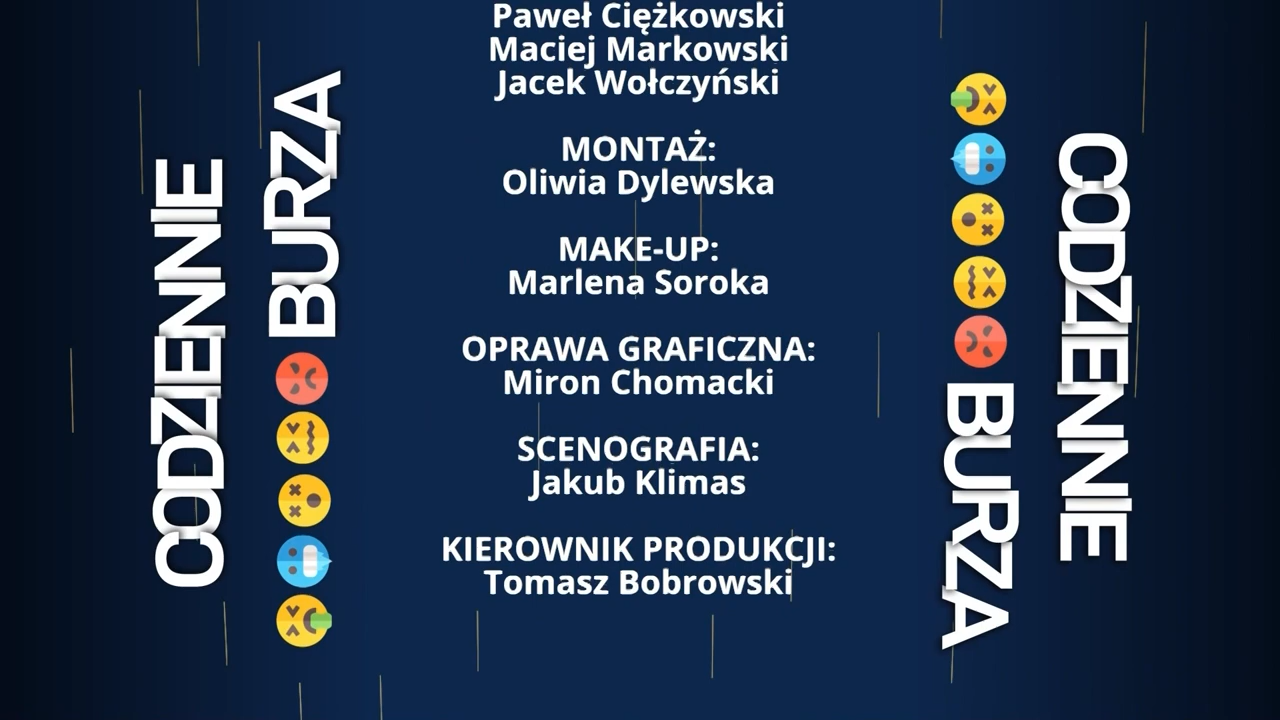 CODZIENNIE
BURZA
Paweł Ciężkowski
Maciej Markowski
Jacek Wołczyński
MONTAŻ:
Oliwia Dylewska
MAKE-UP:
Marlena Soroka
OPRAWA GRAFICZNA:
Miron Chomacki
SCENOGRAFIA:
Jakub Klimas
KIEROWNIK PRODUKCJI:
Tomasz Bobrowski
CODZIENNIE
BURZA